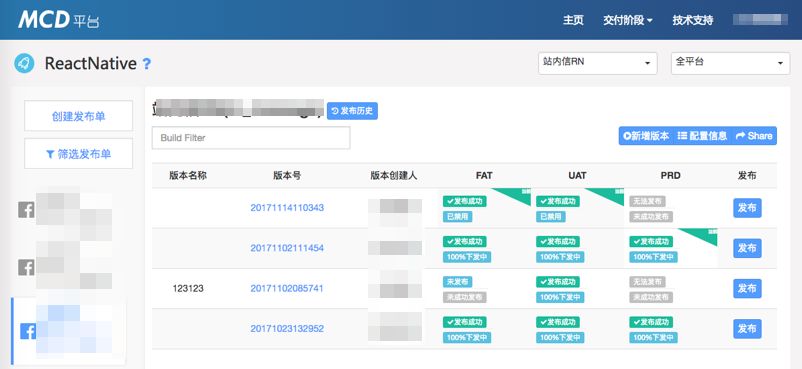 MCD平台
主页 交付阶段 技术支持
ReactNative ? 站内信RN 全平台
创建发布单
筛选发布单
发布历史
Build Filter
新增版本 配置信息 Share
版本名称 版本号 版本创建人 FAT UAT PRD 发布
20171114110343 发布成功 发布成功 无法发布 发布
已禁用 已禁用 未成功发布
20171102111454 发布成功 发布成功 发布成功 发布
100%下发中 100%下发中 100%下发中
123123 20171102085741 未发布 发布成功 无法发布 发布
未成功发布 100%下发中 未成功发布
20171023132952 发布成功 发布成功 发布成功 发布
100%下发中 100%下发中 100%下发中